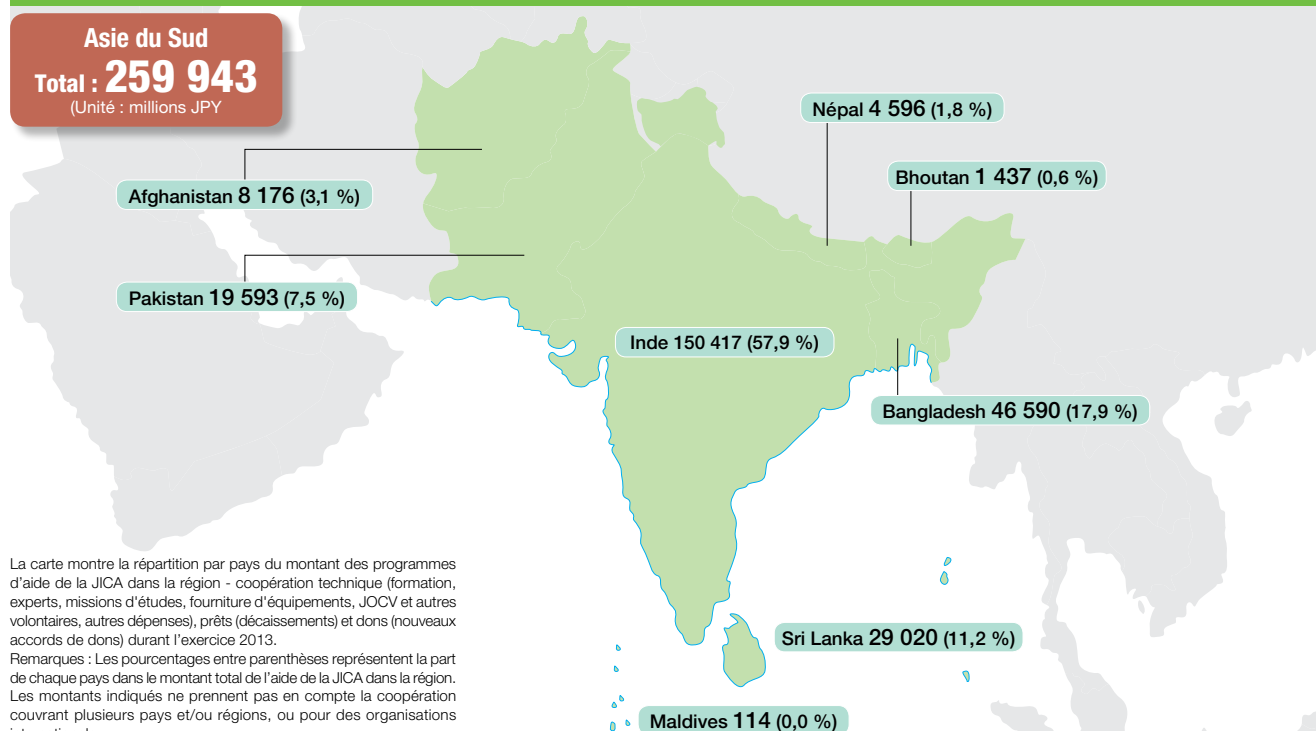 Asie du Sud
Total : 259 943
(Unité : millions JPY
Népal 4 596 (1,8 %)
Bhoutan 1 437 (0,6 %)
Afghanistan 8 176 (3,1 %)
Pakistan 19 593 (7,5 %)
Inde 150 417 (57,9 %)
Bangladesh 46 590 (17,9 %)
Sri Lanka 29 020 (11,2 %)
Maldives 114 (0,0 %)
La carte montre la répartition par pays du montant des programmes
d’aide de la JICA dans la région - coopération technique (formation,
experts, missions d'études, fourniture d'équipements, JOCV et autres
volontaires, autres dépenses), prêts (décaissements) et dons (nouveaux
accords de dons) durant l’exercice 2013.
Remarques : Les pourcentages entre parenthèses représentent la part
de chaque pays dans le montant total de l’aide de la JICA dans la région.
Les montants indiqués ne prennent pas en compte la coopération
couvrant plusieurs pays et/ou régions, ou pour des organisations